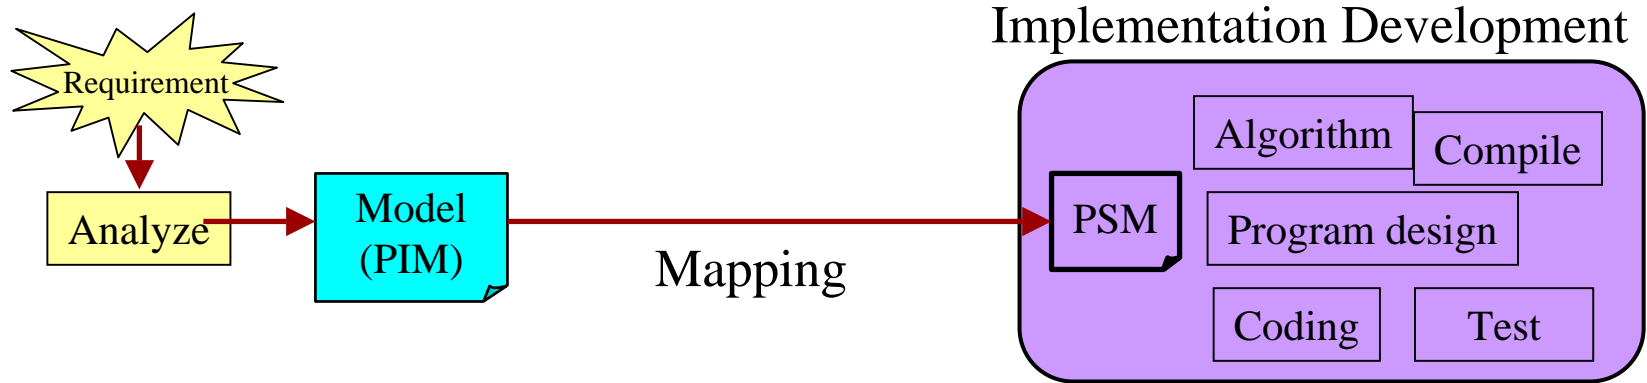 Implementation Development
Requirement
Analyze
Model
(PIM)
Mapping
PSM
Algorithm
Compile
Program design
Coding
Test